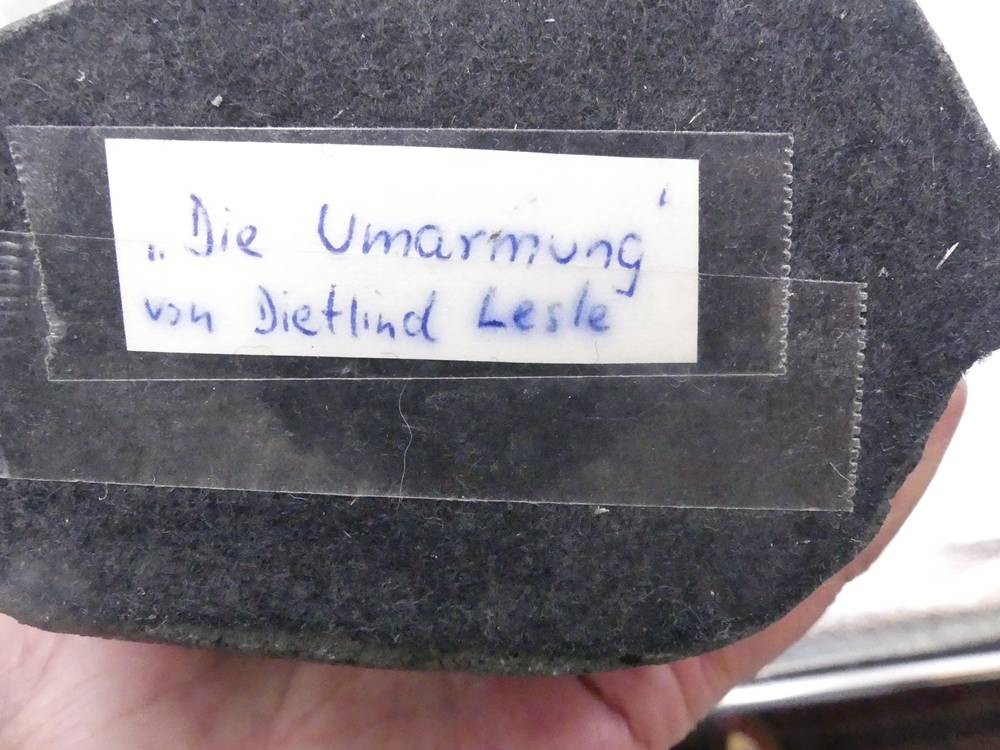 „Die Umarmung'
von Dietlind Lesle